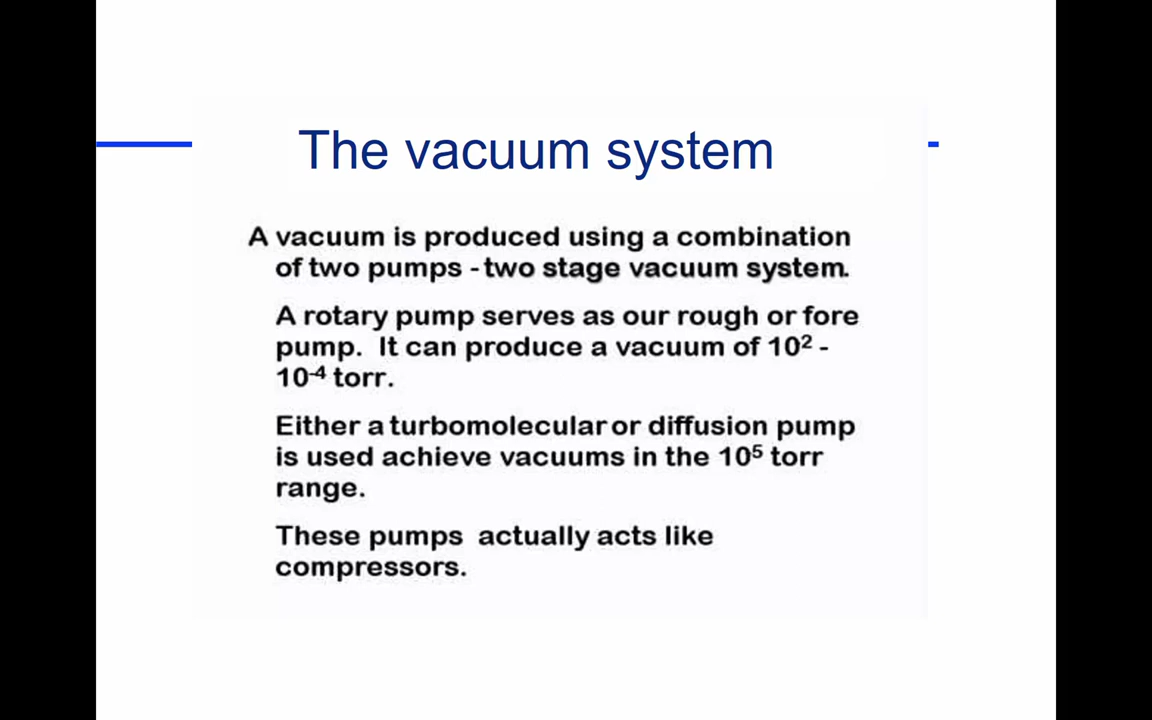 The vacuum system
A vacuum is produced using a combination
of two pumps - two stage vacuum system.
A rotary pump serves as our rough or fore
pump. It can produce a vacuum of 10² -
10⁻⁴ torr.
Either a turbomolecular or diffusion pump
is used achieve vacuums in the 10⁵ torr
range.
These pumps actually acts like
compressors.